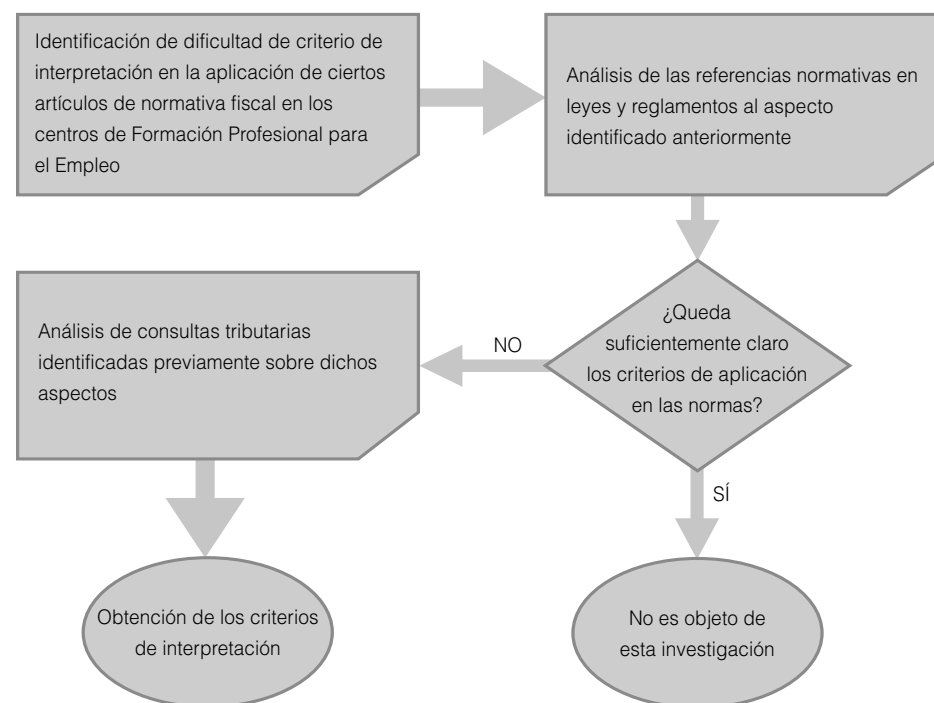 Identificación de dificultad de criterio de
interpretación en la aplicación de ciertos
artículos de normativa fiscal en los
centros de Formación Profesional para
el Empleo
Análisis de las referencias normativas en
leyes y reglamentos al aspecto
identificado anteriormente
¿Queda
suficientemente claro
los criterios de aplicación
en las normas?
NO
Análisis de consultas tributarias
identificadas previamente sobre dichos
aspectos
SÍ
Obtención de los criterios
de interpretación
No es objeto de
esta investigación